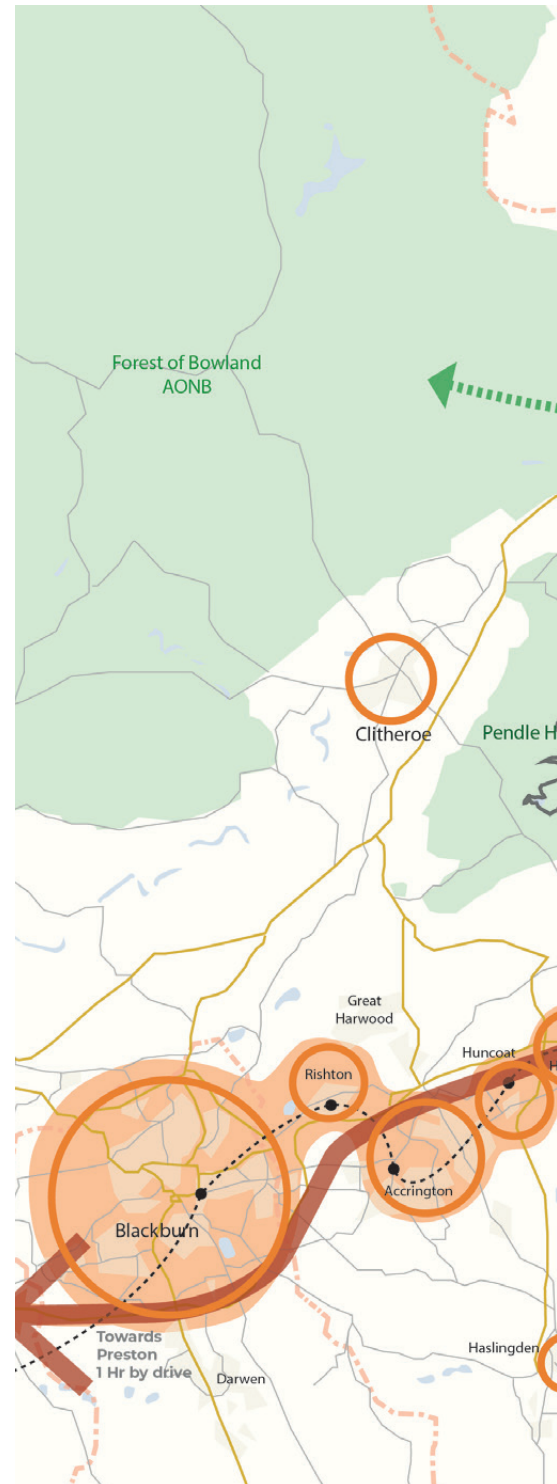 Forest of Bowland
AONB
Clitheroe
Pendle H
Great
Harwood
Huncoat
H
Rishton
Accrington
Blackburn
Towards
Preston
1 Hr by drive
Haslingden
Darwen